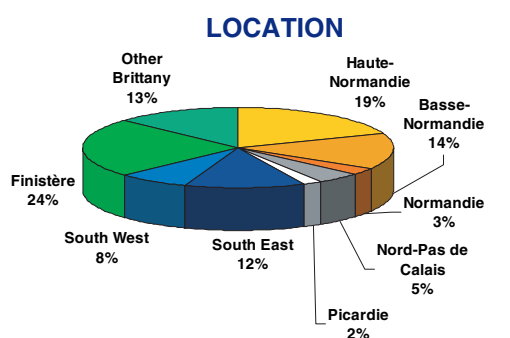 LOCATION
Other
Brittany
13%
Haute-
Normandie
19%
Basse-
Normandie
14%
Finistère
24%
Normandie
3%
South West
8%
South East
12%
Nord-Pas de
Calais
5%
Picardie
2%